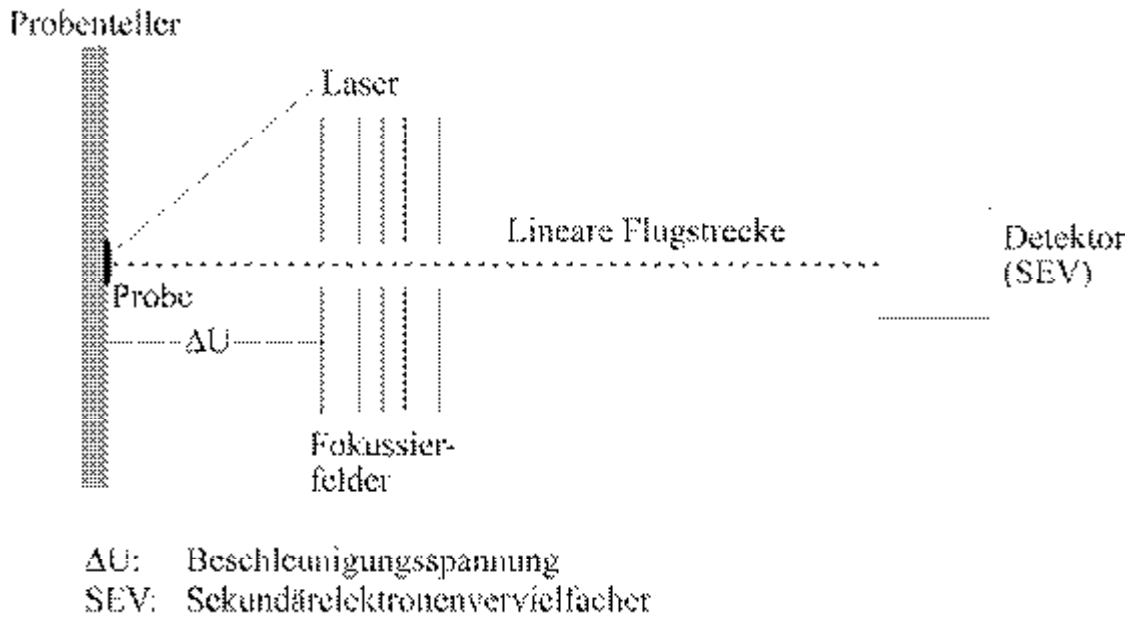 Probenteller
Laser
Lineare Flugstrecke
Detektor
(SEV)
Probe
ΔU
Fokussier-
felder
ΔU: Beschleunigungsspannung
SEV: Sekundärelektronenvervielfacher